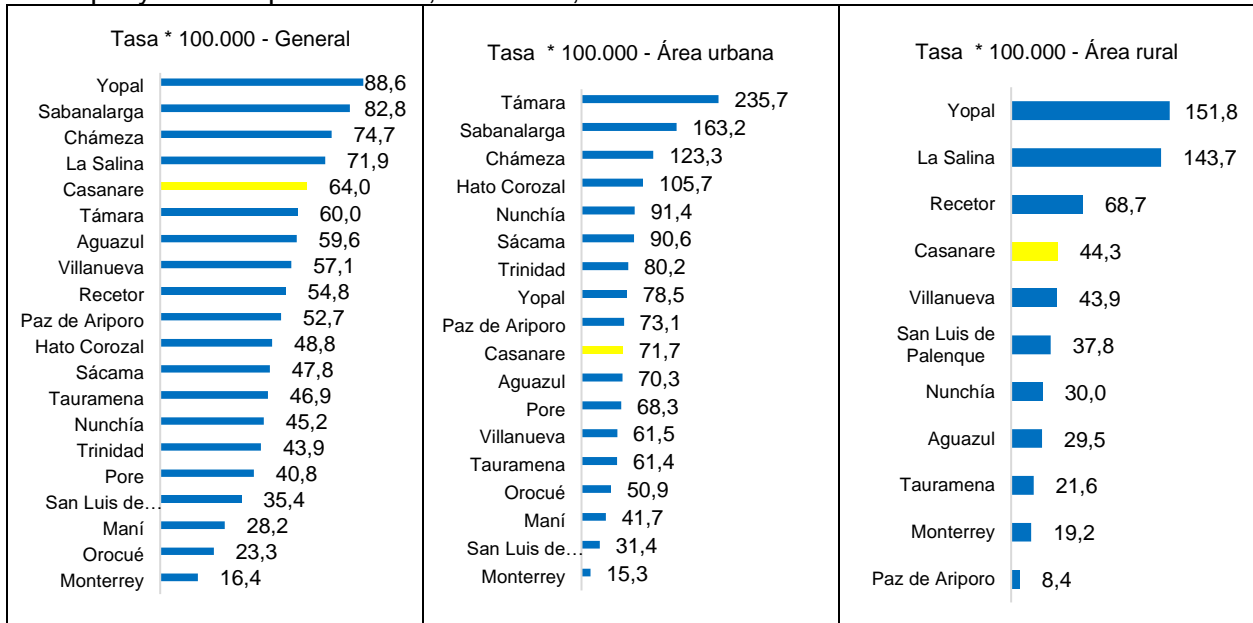 Tasa * 100.000 - General
Yopal 88,6
Sabanalarga 82,8
Chámeza 74,7
La Salina 71,9
Casanare 64,0
Támara 60,0
Aguazul 59,6
Villanueva 57,1
Recetor 54,8
Paz de Ariporo 52,7
Hato Corozal 48,8
Sácama 47,8
Tauramena 46,9
Nunchía 45,2
Trinidad 43,9
Pore 40,8
San Luis de… 35,4
Maní 28,2
Orocué 23,3
Monterrey 16,4
Tasa * 100.000 - Área urbana
Támara 235,7
Sabanalarga 163,2
Chámeza 123,3
Hato Corozal 105,7
Nunchía 91,4
Sácama 90,6
Trinidad 80,2
Yopal 78,5
Paz de Ariporo 73,1
Casanare 71,7
Aguazul 70,3
Pore 68,3
Villanueva 61,5
Tauramena 61,4
Orocué 50,9
Maní 41,7
San Luis de… 31,4
Monterrey 15,3
Tasa * 100.000 - Área rural
Yopal 151,8
La Salina 143,7
Recetor 68,7
Casanare 44,3
Villanueva 43,9
San Luis de
Palenque 37,8
Nunchía 30,0
Aguazul 29,5
Tauramena 21,6
Monterrey 19,2
Paz de Ariporo 8,4